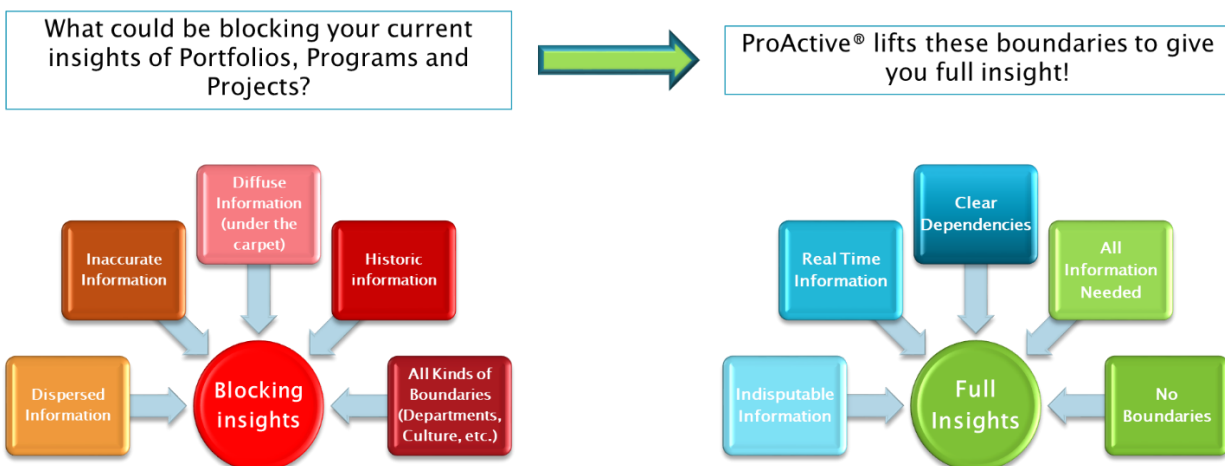 What could be blocking your current
insights of Portfolios, Programs and
Projects?
ProActive® lifts these boundaries to give
you full insight!
Diffuse
Information
(under the
carpet)
Inaccurate
Information
Historic
information
Dispersed
Information
Blocking
insights
All Kinds of
Boundaries
(Departments,
Culture, etc.)
Clear
Dependencies
Real Time
Information
All
Information
Needed
Indisputable
Information
Full
Insights
No
Boundaries